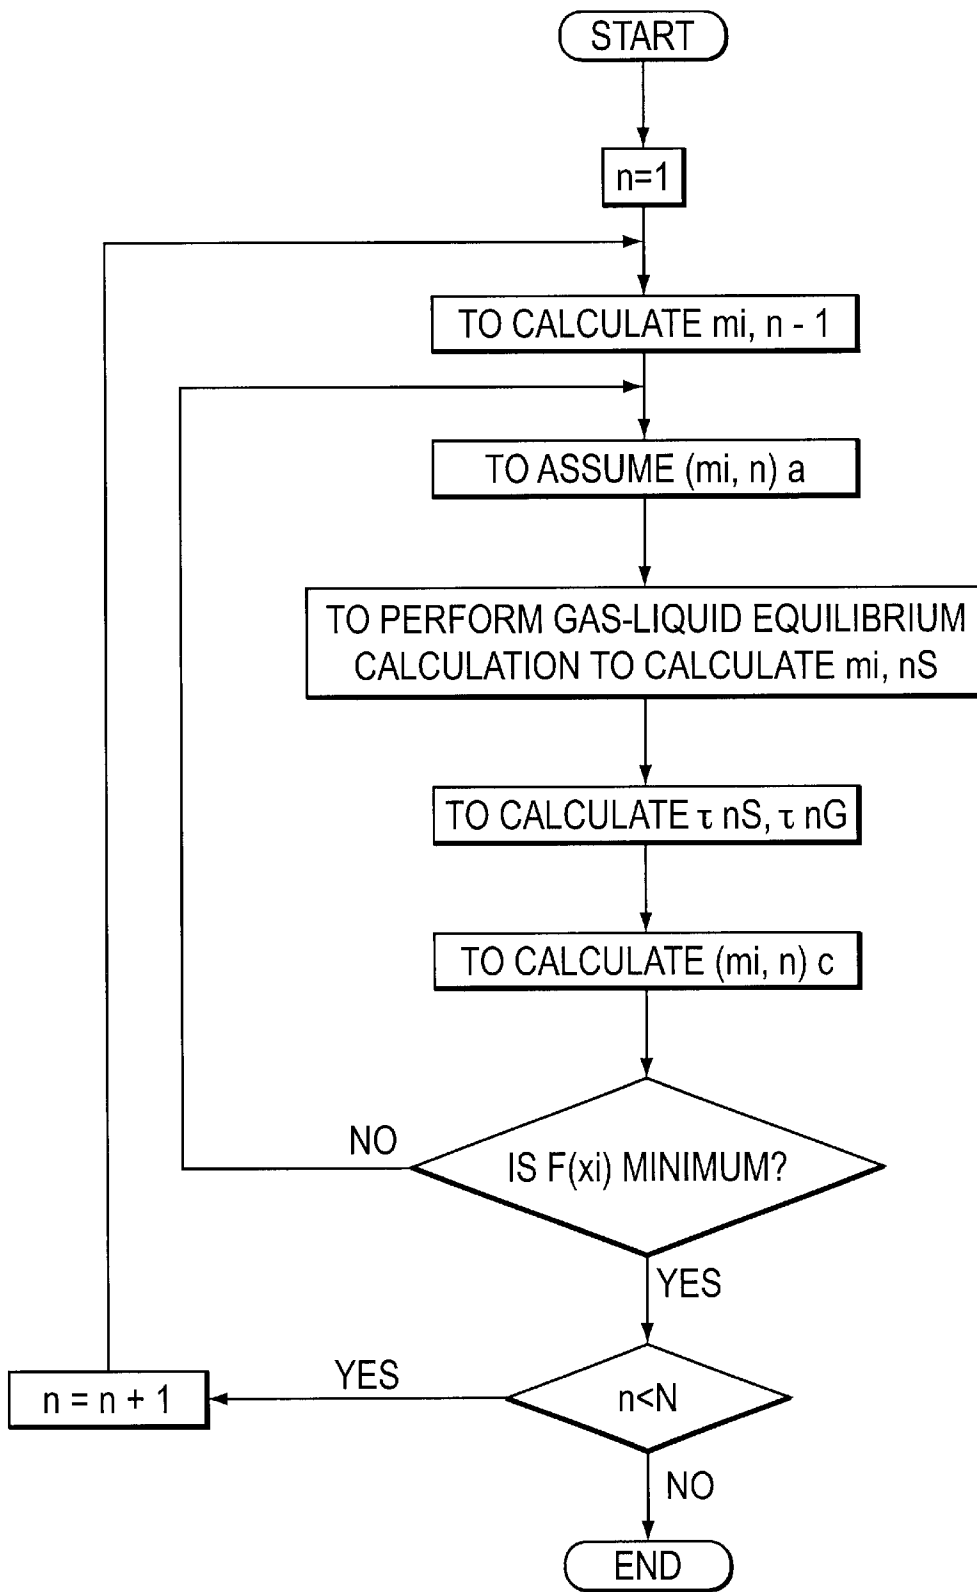 START
n=1
TO CALCULATE mi, n - 1
TO ASSUME (mi, n) a
TO PERFORM GAS-LIQUID EQUILIBRIUM
CALCULATION TO CALCULATE mi, nS
TO CALCULATE τ nS, τ nG
TO CALCULATE (mi, n) c
NO
IS F(xi) MINIMUM?
YES
YES
n<N
n = n + 1
NO
END